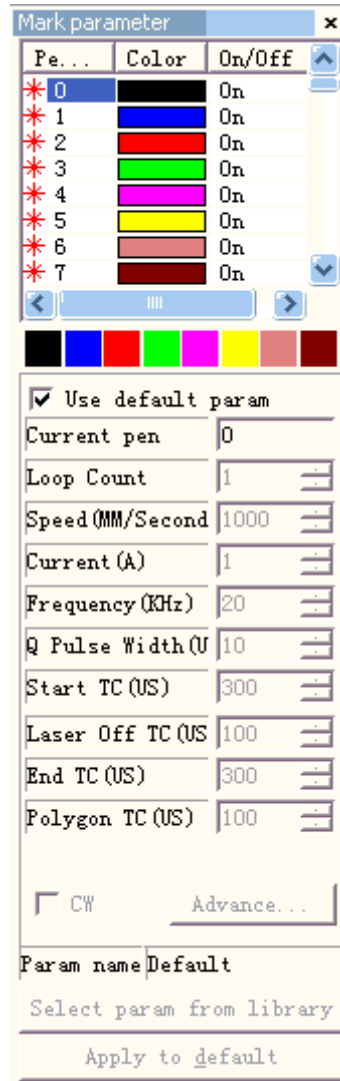 Mark parameter
Pe... Color On/Off
0 On
1 On
2 On
3 On
4 On
5 On
6 On
7 On
Use default param
Current pen 0
Loop Count 1
Speed(MM/Second 1000
Current(A) 1
Frequency(KHz) 20
Q Pulse Width(U 10
Start TC(US) 300
Laser Off TC(US 100
End TC(US) 300
Polygon TC(US) 100
CW Advance...
Param name Default
Select param from library
Apply to default